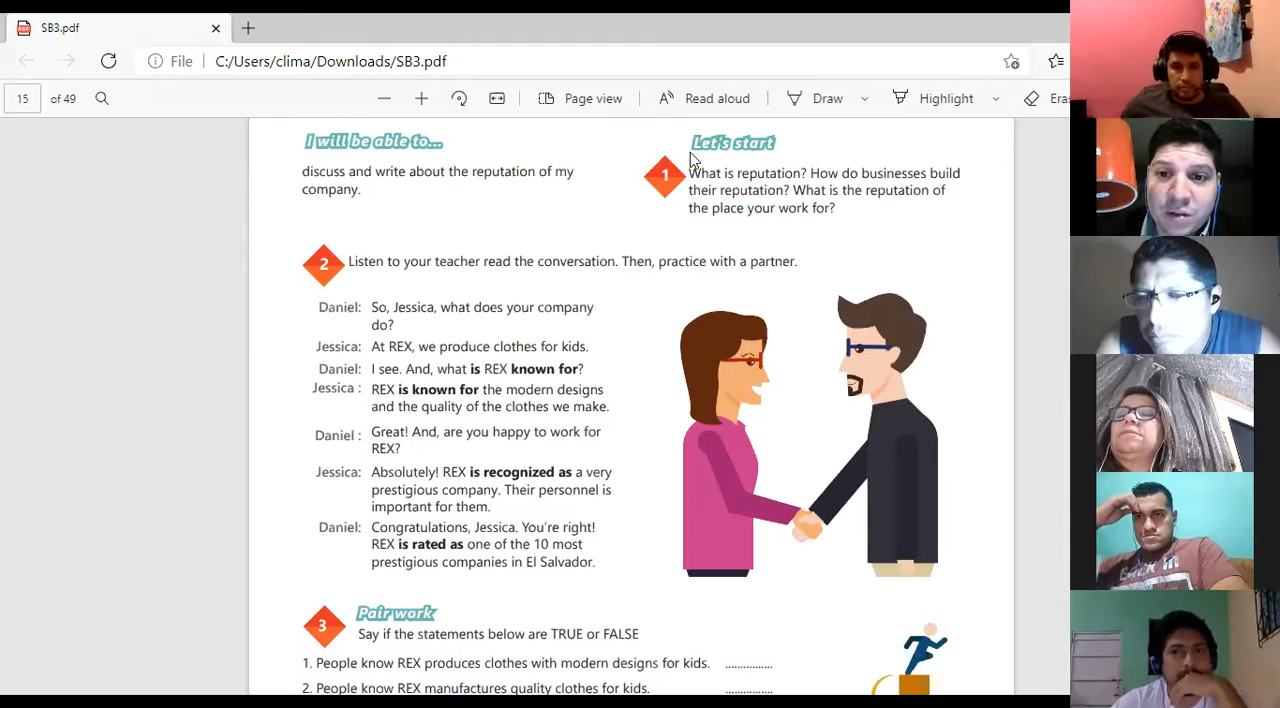 SB3.pdf
File
C:/Users/clima/Downloads/SB3.pdf
15
of 49
Page view
Read aloud
Draw
Highlight
Eras
I will be able to...
discuss and write about the reputation of my
company.
Let's start
1
What is reputation? How do businesses build
their reputation? What is the reputation of
the place your work for?
2
Listen to your teacher read the conversation. Then, practice with a partner.
Daniel: So, Jessica, what does your company
do?
Jessica: At REX, we produce clothes for kids.
Daniel: I see. And, what is REX known for?
Jessica : REX is known for the modern designs
and the quality of the clothes we make.
Daniel : Great! And, are you happy to work for
REX?
Jessica: Absolutely! REX is recognized as a very
prestigious company. Their personnel is
important for them.
Daniel: Congratulations, Jessica. You're right!
REX is rated as one of the 10 most
prestigious companies in El Salvador.
3
Pair work
Say if the statements below are TRUE or FALSE
1. People know REX produces clothes with modern designs for kids. ................
2. People know REX manufactures quality clothes for kids. ................